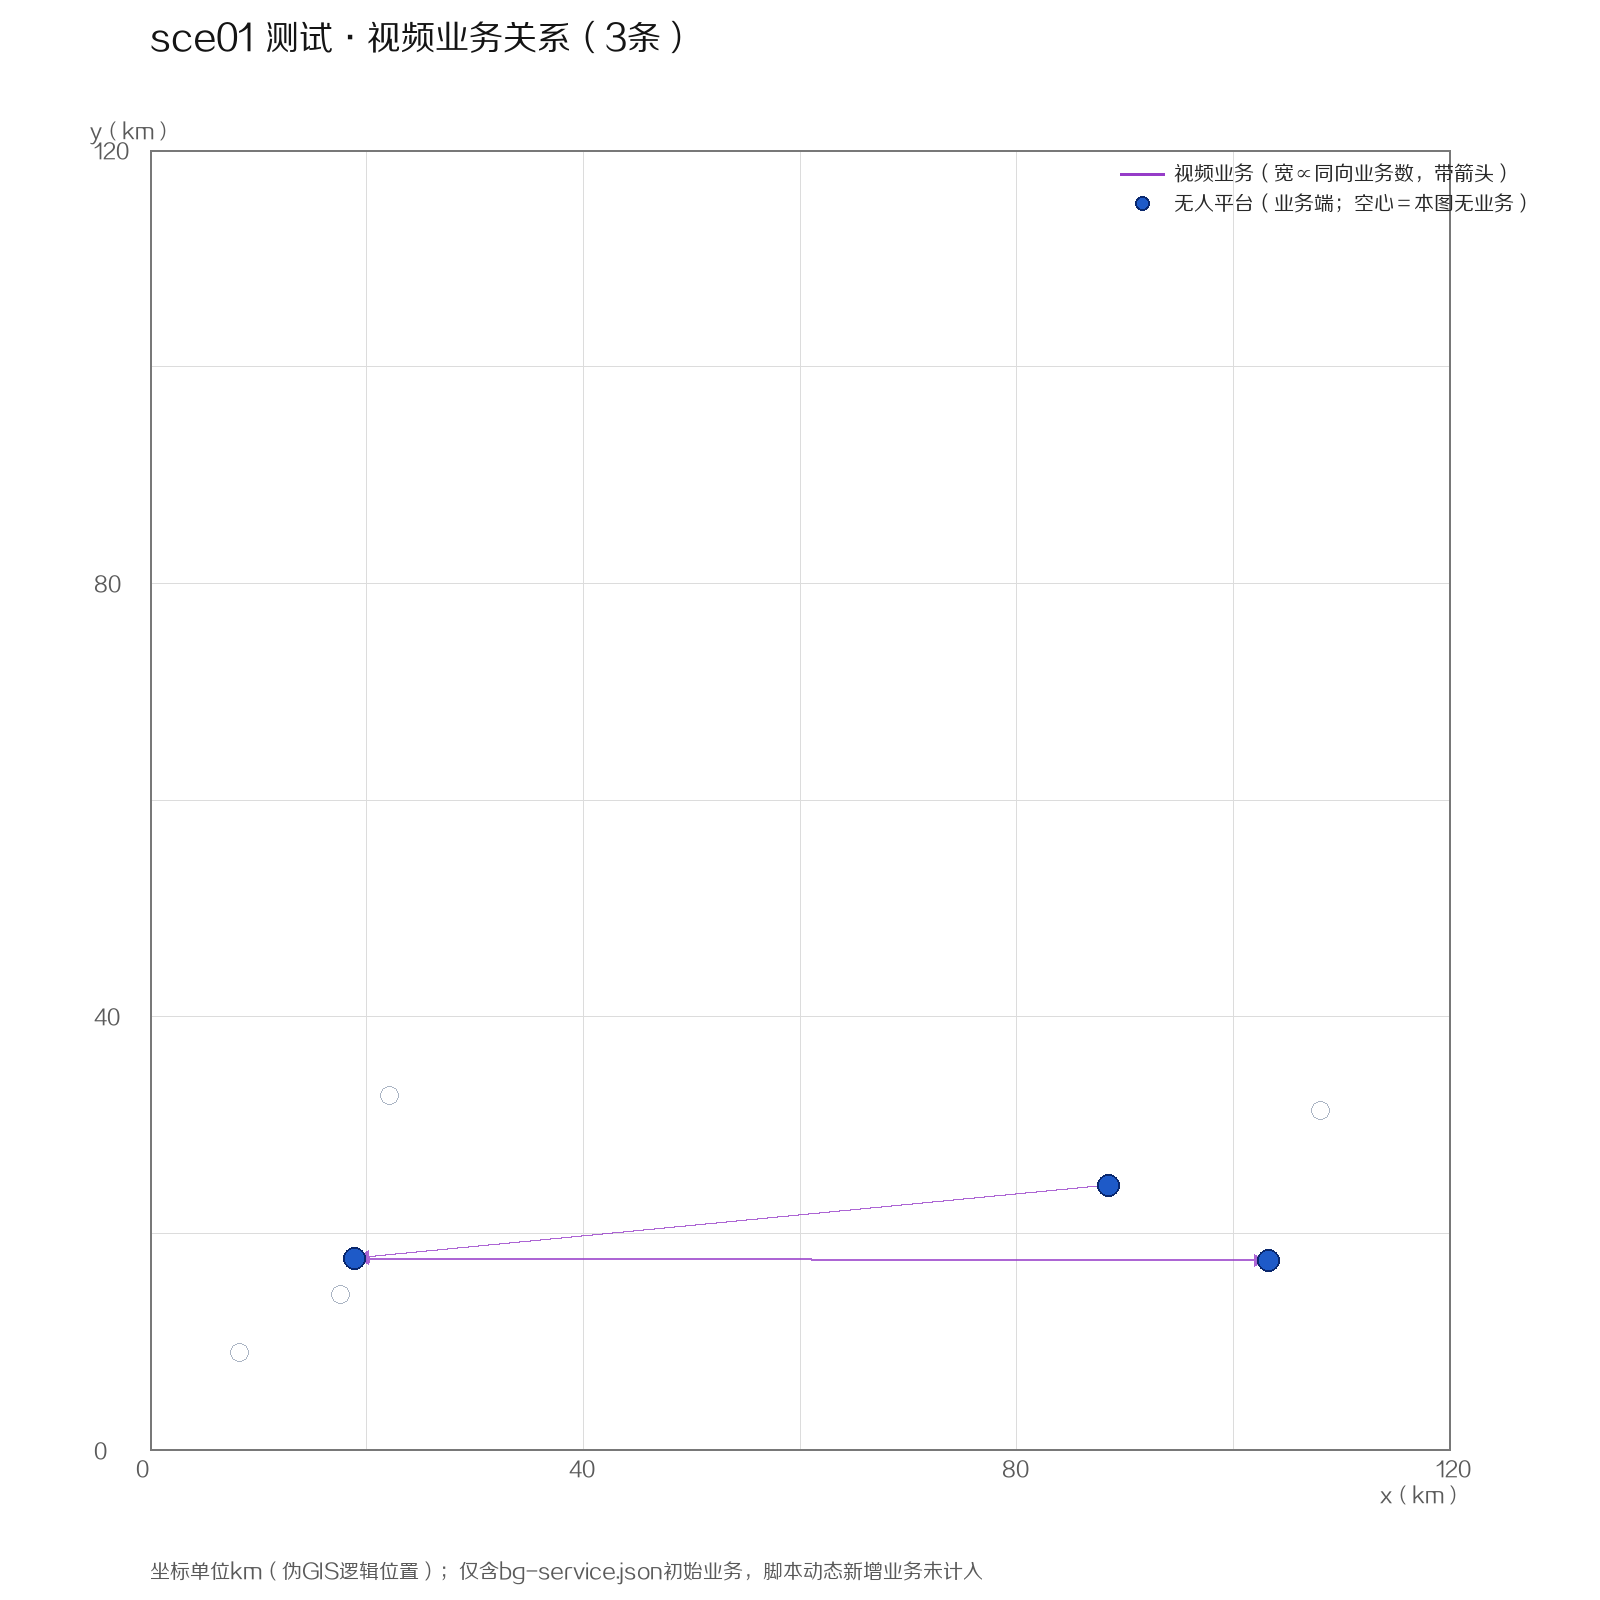 sce01 测试 · 视频业务关系（3条）
y（km）
120
视频业务（宽∝同向业务数，带箭头）
无人平台（业务端；空心＝本图无业务）
80
40
0
0
40
80
120
x（km）
坐标单位km（伪GIS逻辑位置）；仅含bg-service.json初始业务，脚本动态新增业务未计入